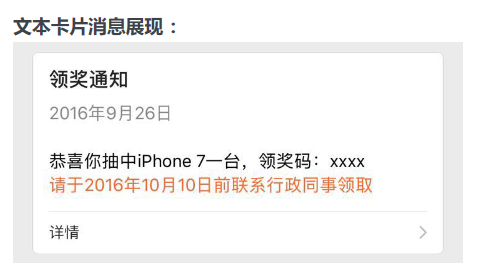 文本卡片消息展现：
领奖通知
2016年9月26日
恭喜你抽中iPhone 7一台，领奖码：xxxx
请于2016年10月10日前联系行政同事领取
详情